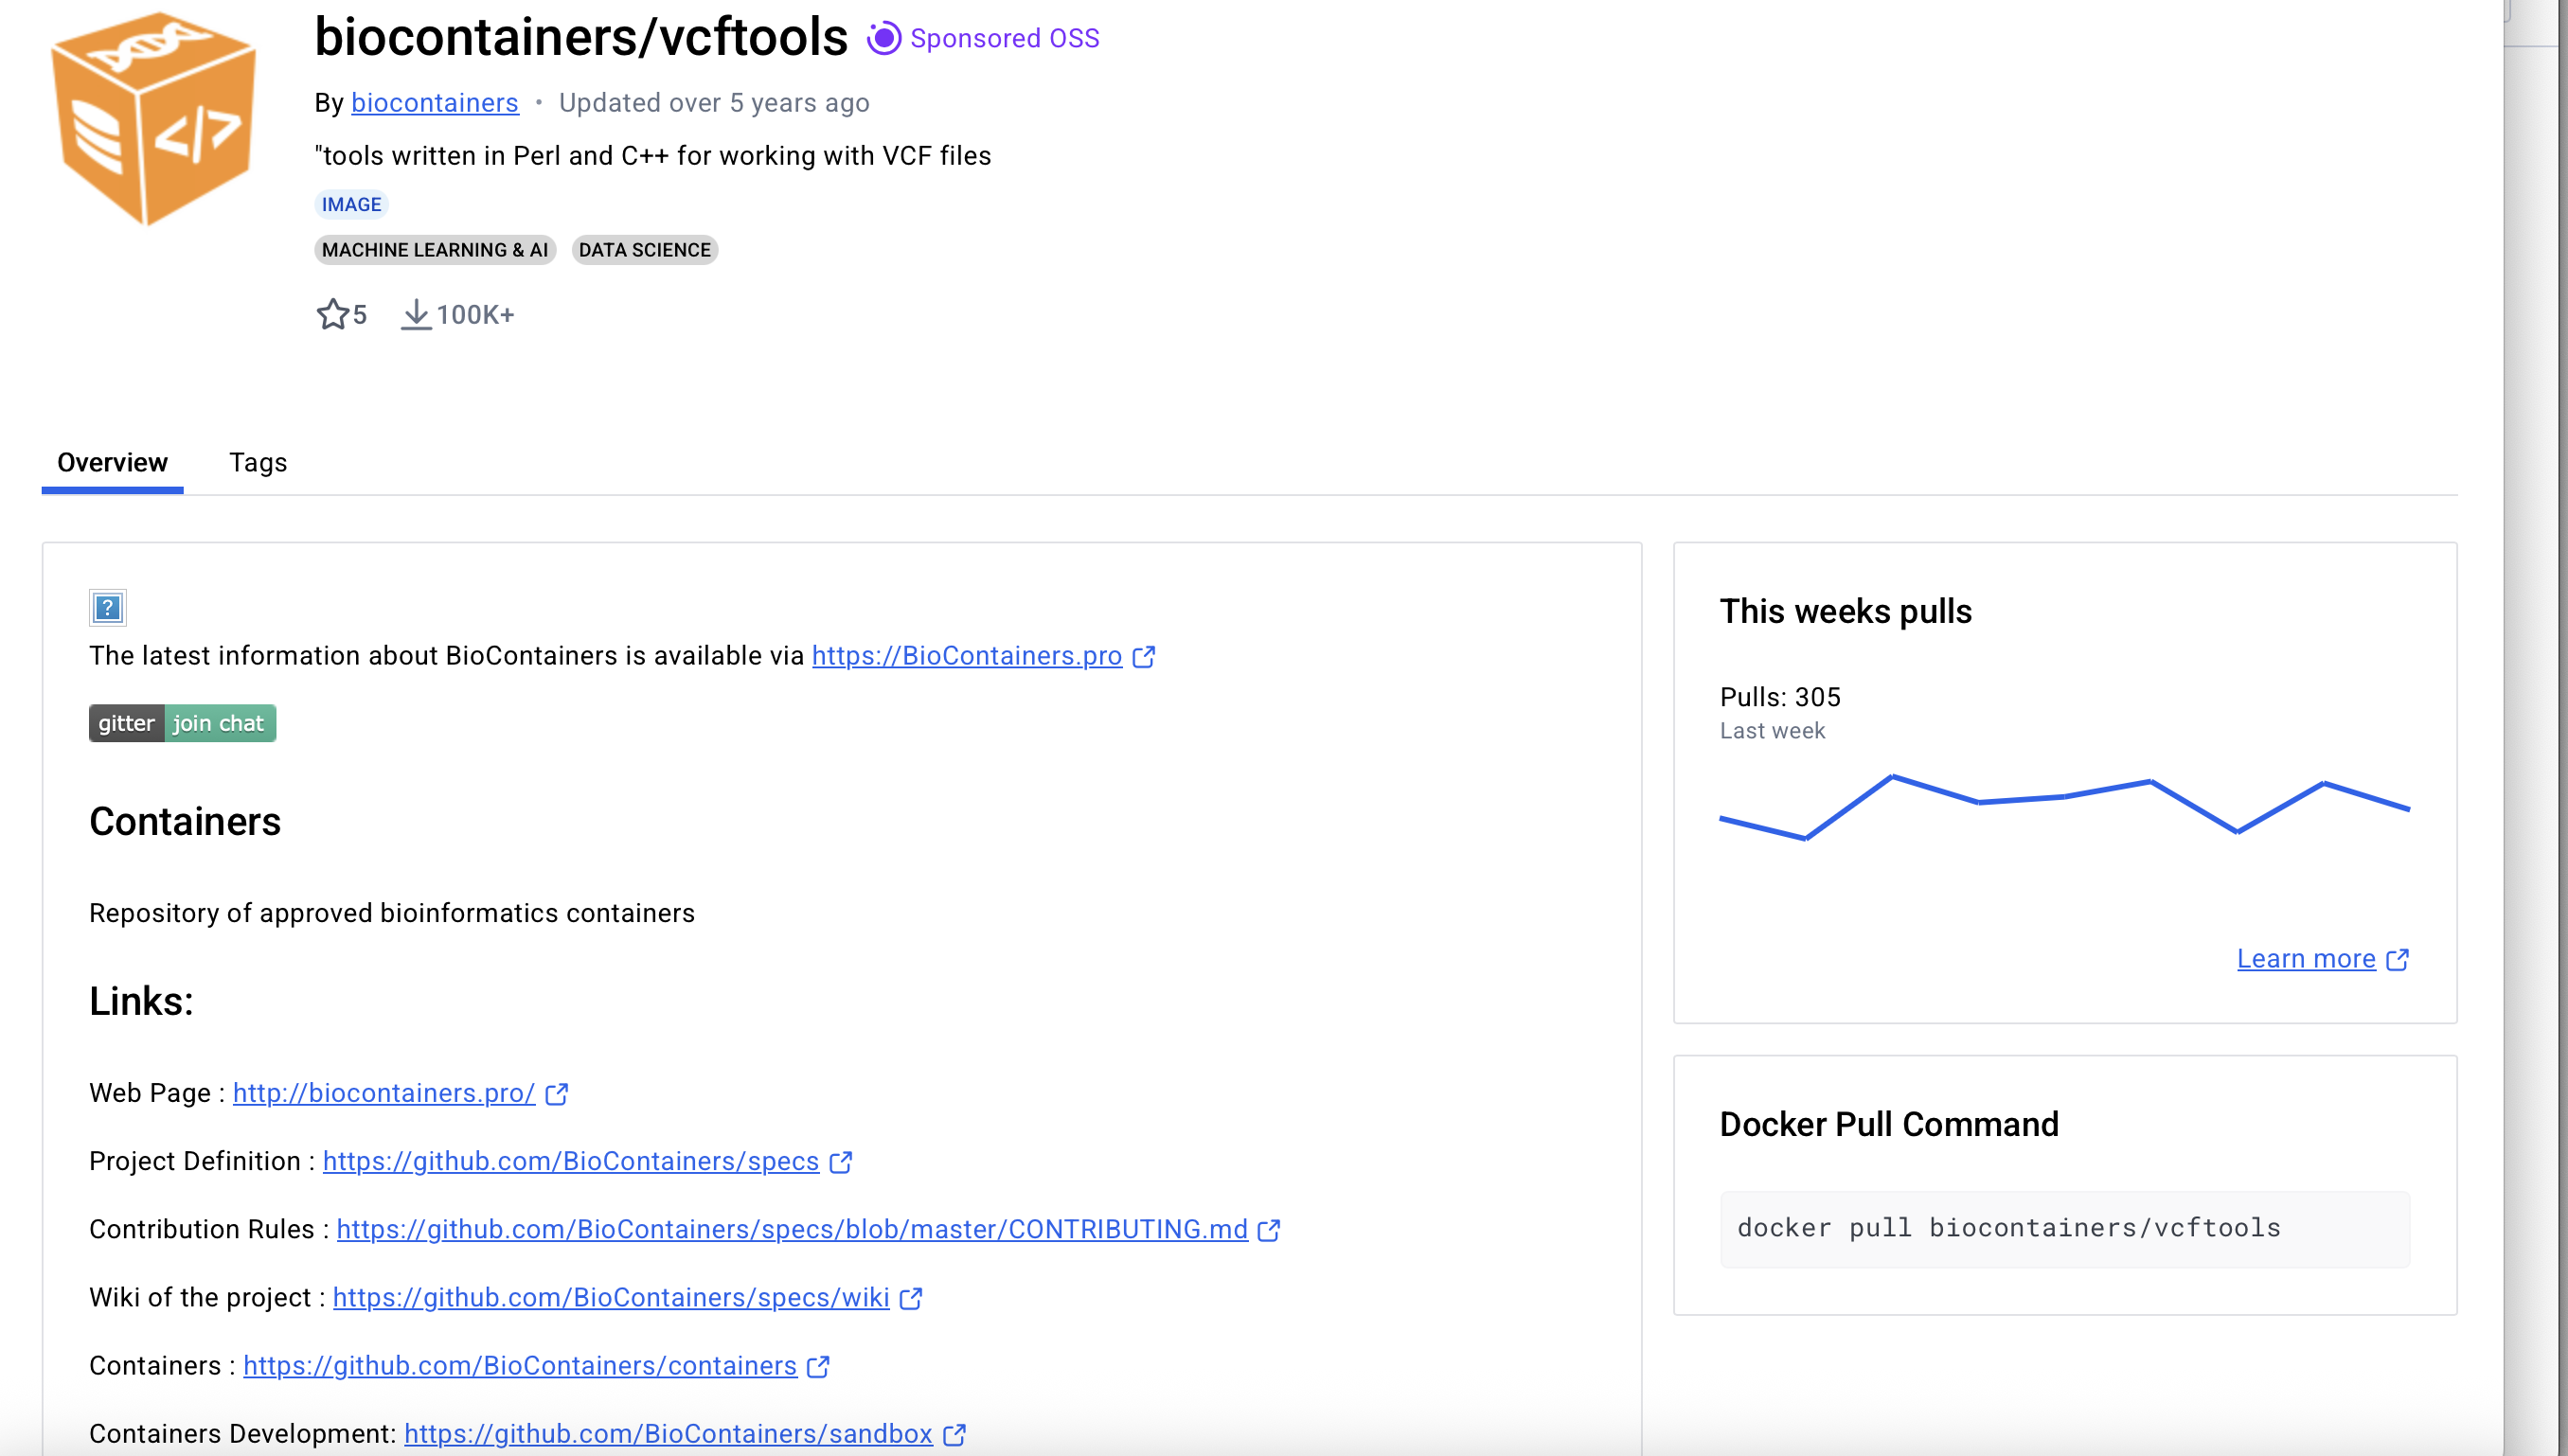 biocontainers/vcftools Sponsored OSS
By biocontainers • Updated over 5 years ago
"tools written in Perl and C++ for working with VCF files
IMAGE
MACHINE LEARNING & AI DATA SCIENCE
5 100K+
Overview Tags
The latest information about BioContainers is available via https://BioContainers.pro
gitter join chat
Containers
Repository of approved bioinformatics containers
Links:
Web Page : http://biocontainers.pro/
Project Definition : https://github.com/BioContainers/specs
Contribution Rules : https://github.com/BioContainers/specs/blob/master/CONTRIBUTING.md
Wiki of the project : https://github.com/BioContainers/specs/wiki
Containers : https://github.com/BioContainers/containers
Containers Development: https://github.com/BioContainers/sandbox
This weeks pulls
Pulls: 305
Last week
Learn more
Docker Pull Command
docker pull biocontainers/vcftools